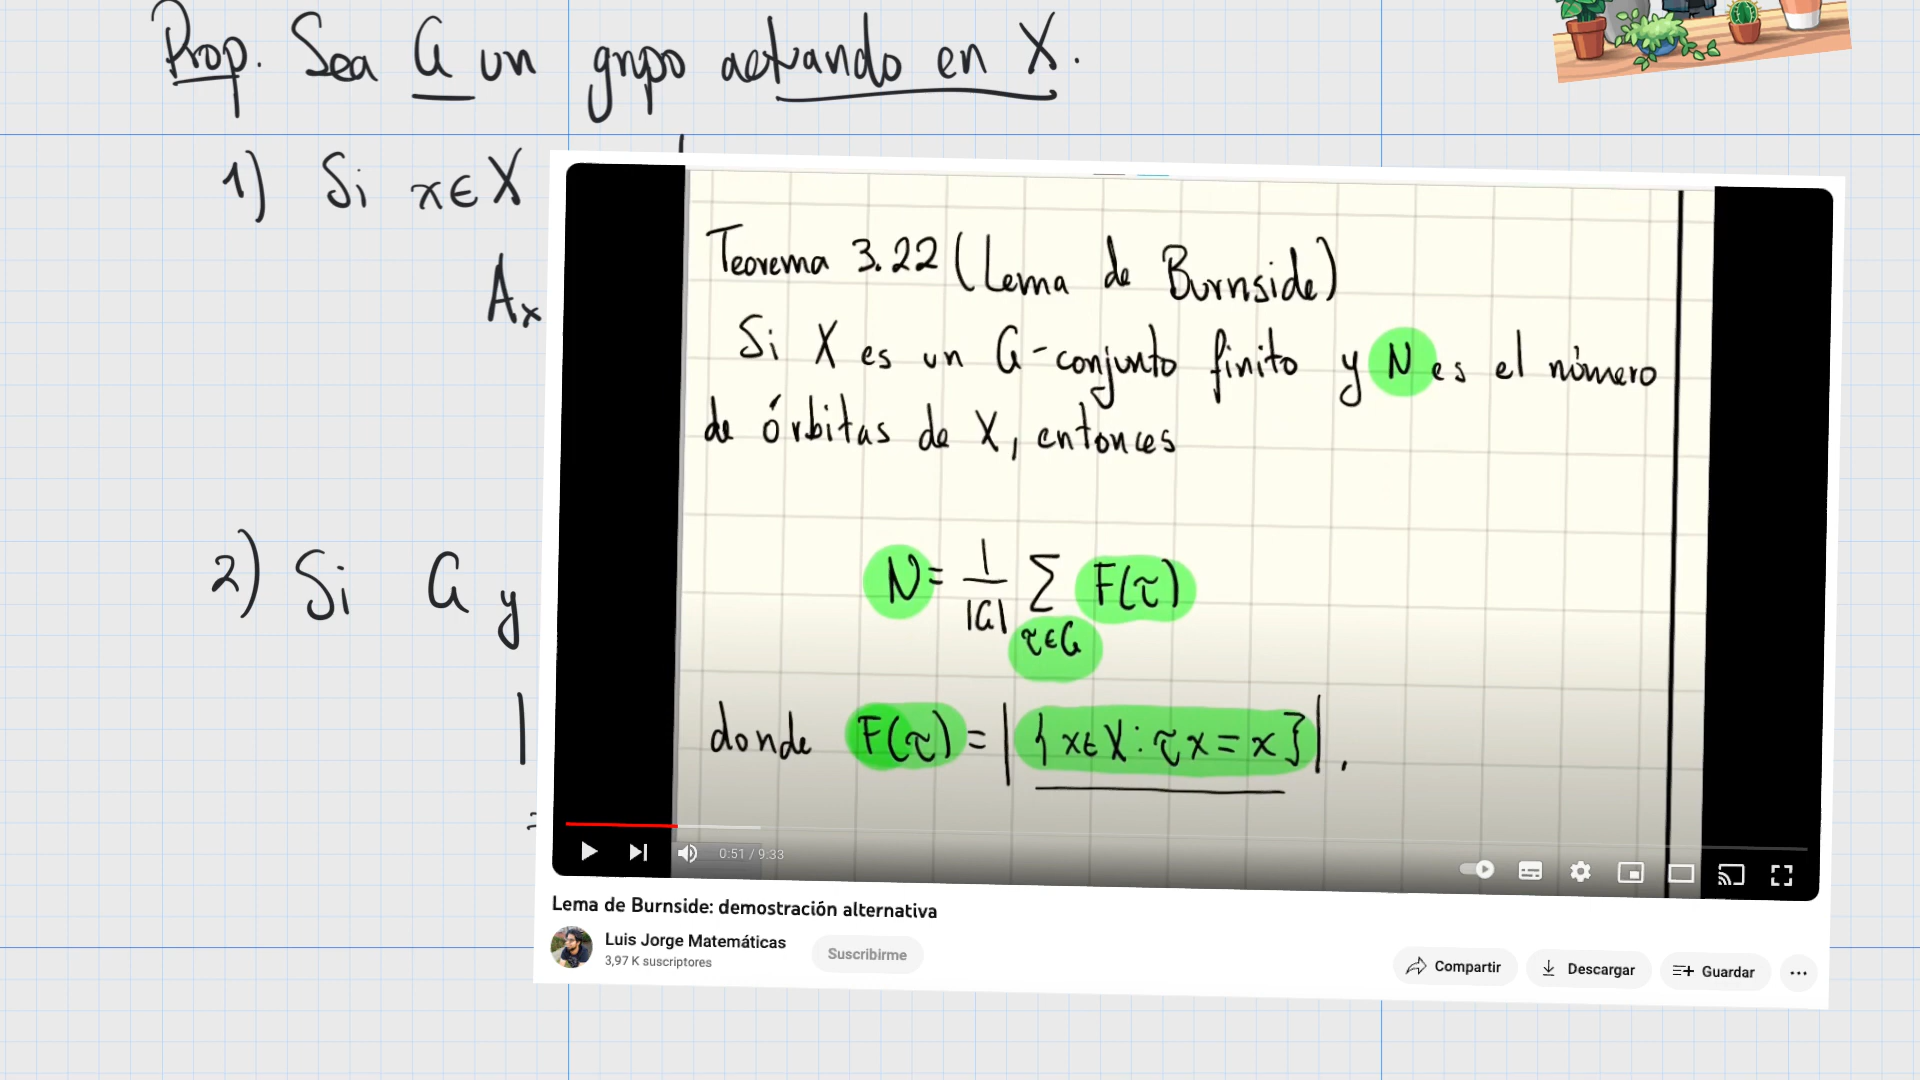 Prop. Sea G un grupo actuando en X.
1) Si x∈X
Ax
2) Si G y
|
=
Teorema 3.22 (Lema de Burnside)
Si X es un G-conjunto finito y N es el número
de órbitas de X, entonces
N = 1/|G| ∑ F(τ)
τ∈G
donde F(τ) = |{x∈X : τx = x}|.
0:51 / 9:33
Lema de Burnside: demostración alternativa
Luis Jorge Matemáticas
3,97 K suscriptores
Suscribirme
Compartir
Descargar
Guardar